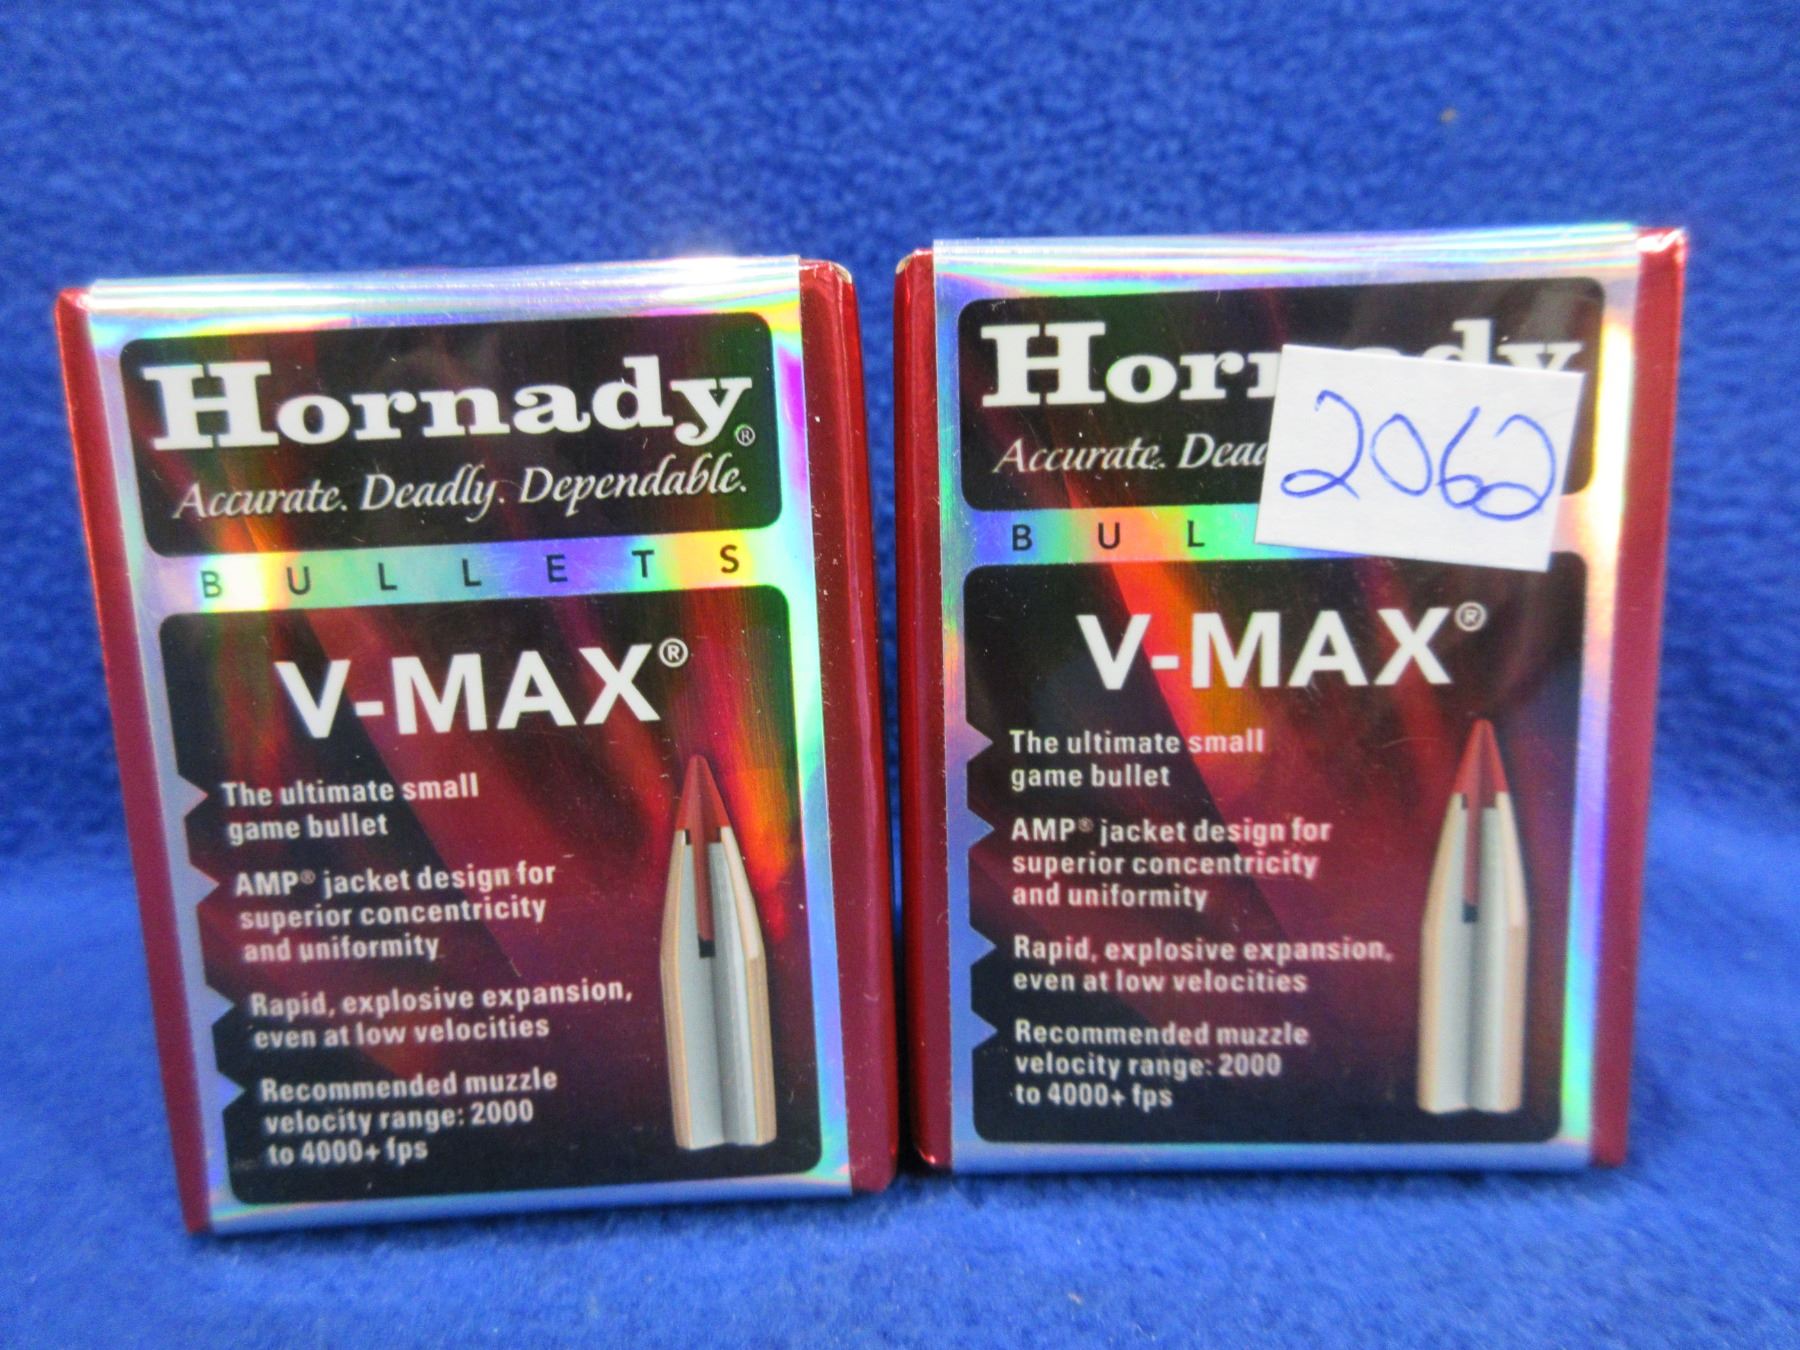 Hornady®
Accurate. Deadly. Dependable.
BULLETS
V-MAX®
The ultimate small
game bullet
AMP® jacket design for
superior concentricity
and uniformity
Rapid, explosive expansion,
even at low velocities
Recommended muzzle
velocity range: 2000
to 4000+ fps
Hornady
Accurate. Dead
BUL
2062
V-MAX®
The ultimate small
game bullet
AMP® jacket design for
superior concentricity
and uniformity
Rapid, explosive expansion,
even at low velocities
Recommended muzzle
velocity range: 2000
to 4000+ fps